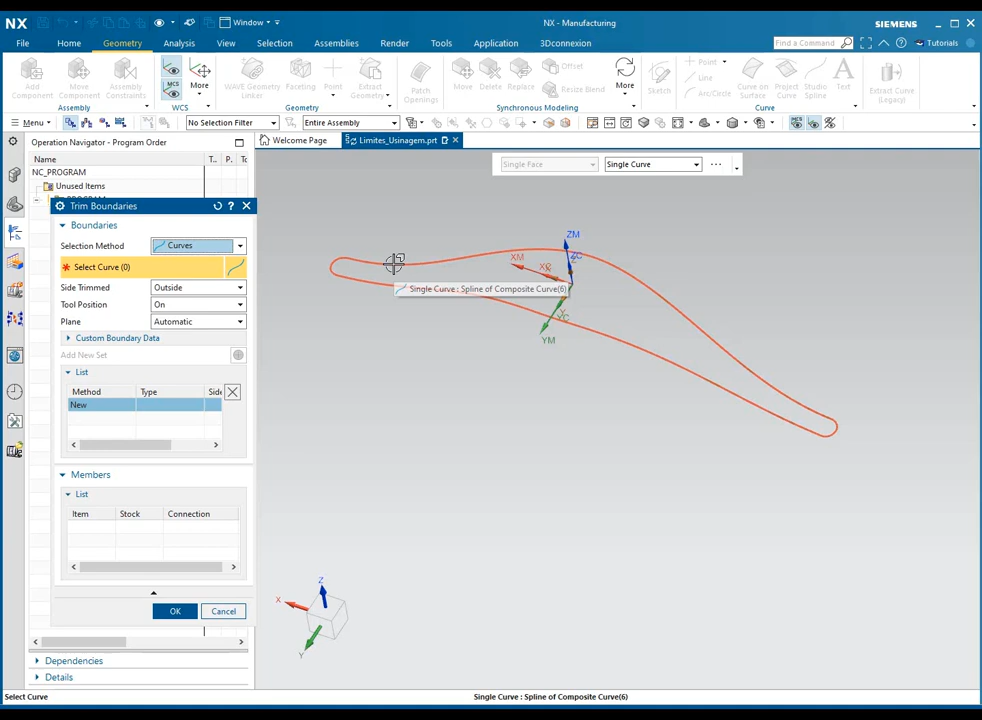 NX
Window
NX - Manufacturing
SIEMENS
File
Home
Geometry
Analysis
View
Selection
Assemblies
Render
Tools
Application
3Dconnexion
Find a Command
Tutorials
Add
Component
Move
Component
Assembly
Constraints
MCS
More
WAVE Geometry
Linker
Faceting
Point
Extract
Geometry
Patch
Openings
Move
Delete
Replace
Offset
Resize Blend
More
Sketch
Point
Line
Arc/Circle
Curve on
Surface
Project
Curve
Studio
Spline
Text
Extract Curve
(Legacy)
Assembly
WCS
Geometry
Synchronous Modeling
Curve
Menu
No Selection Filter
Entire Assembly
MCS
Operation Navigator - Program Order
Welcome Page
Limites_Usinagem.prt
Name
T...
P.
To
NC_PROGRAM
Unused Items
Single Face
Single Curve
Trim Boundaries
Boundaries
Selection Method
Curves
Select Curve (0)
Side Trimmed
Outside
Tool Position
On
Plane
Automatic
Custom Boundary Data
Add New Set
List
Method
Type
Side
New
Members
List
Item
Stock
Connection
OK
Cancel
Dependencies
Details
ZM
ZC
XM
XC
YC
YM
Single Curve : Spline of Composite Curve(6)
Z
X
Y
Select Curve
Single Curve : Spline of Composite Curve(6)